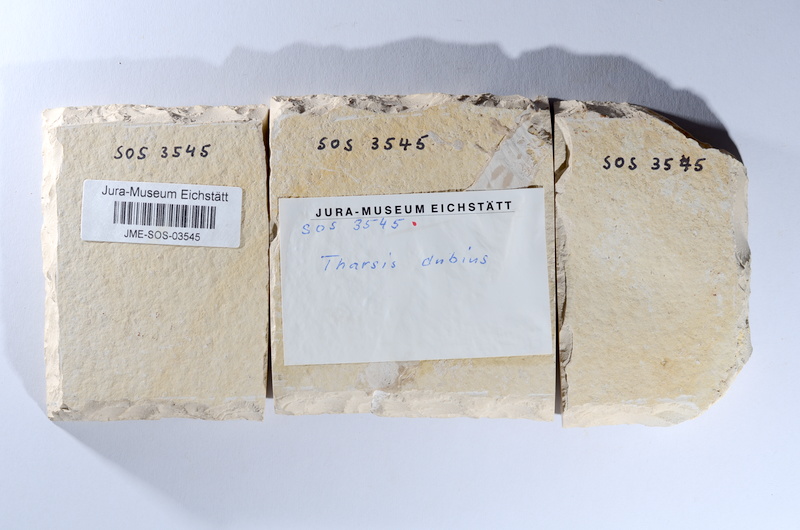 SOS 3545
Jura-Museum Eichstätt
JME-SOS-03545
SOS 3545
JURA-MUSEUM EICHSTÄTT
SOS 3545
Tharsis dubius
SOS 3545